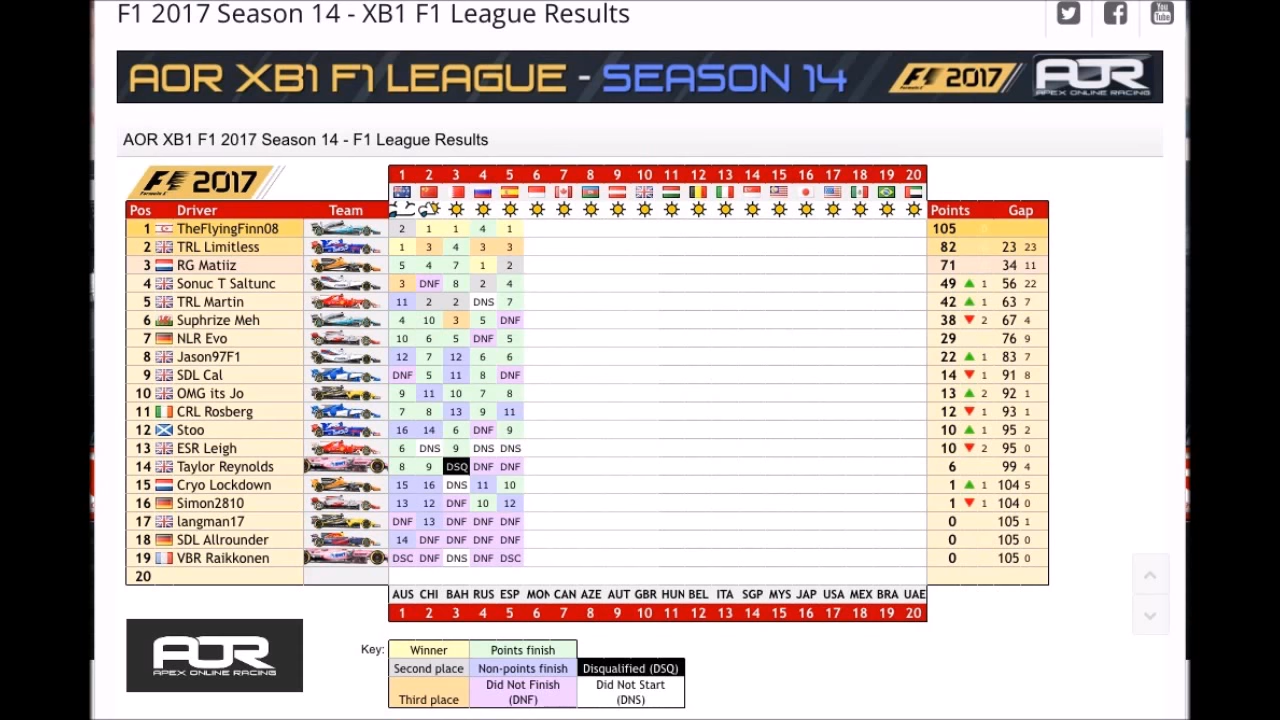 F1 2017 Season 14 - XB1 F1 League Results
You Tube
AOR XB1 F1 LEAGUE - SEASON 14 F1 2017 AOR
Formula 1 APEX ONLINE RACING
AOR XB1 F1 2017 Season 14 - F1 League Results
F1 2017 1 2 3 4 5 6 7 8 9 10 11 12 13 14 15 16 17 18 19 20
Formula 1
Pos Driver Team Points Gap
1 TheFlyingFinn08 2 1 1 4 1 105
2 TRL Limitless 1 3 4 3 3 82 23 23
3 RG Matiiz 5 4 7 1 2 71 34 11
4 Sonuc T Saltunc 3 DNF 8 2 4 49 ▲ 1 56 22
5 TRL Martin 11 2 2 DNS 7 42 ▲ 1 63 7
6 Suphrize Meh 4 10 3 5 DNF 38 ▼ 2 67 4
7 NLR Evo 10 6 5 DNF 5 29 76 9
8 Jason97F1 12 7 12 6 6 22 ▲ 1 83 7
9 SDL Cal DNF 5 11 8 DNF 14 ▼ 1 91 8
10 OMG its Jo 9 11 10 7 8 13 ▲ 2 92 1
11 CRL Rosberg 7 8 13 9 11 12 ▼ 1 93 1
12 Stoo 16 14 6 DNF 9 10 ▲ 1 95 2
13 ESR Leigh 6 DNS 9 DNS DNS 10 ▼ 2 95 0
14 Taylor Reynolds 8 9 DSQ DNF DNF 6 99 4
15 Cryo Lockdown 15 16 DNS 11 10 1 ▲ 1 104 5
16 Simon2810 13 12 DNF 10 12 1 ▼ 1 104 0
17 langman17 DNF 13 DNF DNF DNF 0 105 1
18 SDL Allrounder 14 DNF DNF DNF DNF 0 105 0
19 VBR Raikkonen DSC DNF DNS DNF DSC 0 105 0
20
AUS CHI BAH RUS ESP MON CAN AZE AUT GBR HUN BEL ITA SGP MYS JAP USA MEX BRA UAE
1 2 3 4 5 6 7 8 9 10 11 12 13 14 15 16 17 18 19 20
AOR
APEX ONLINE RACING
Key: Winner Points finish
Second place Non-points finish Disqualified (DSQ)
Third place Did Not Finish (DNF) Did Not Start (DNS)